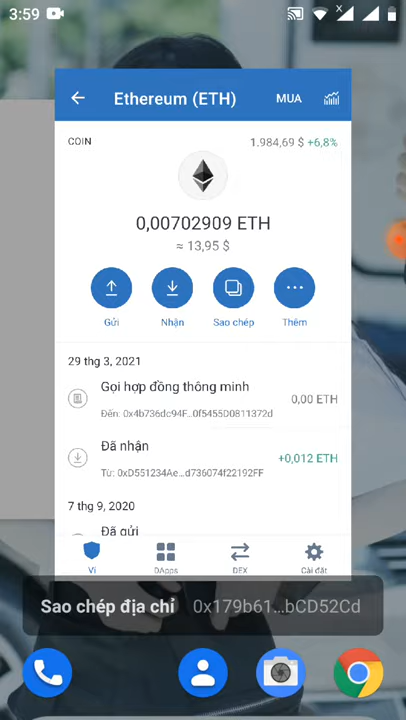 3:59
Ethereum (ETH)
MUA
COIN
1.984,69 $ +6,8%
0,00702909 ETH
≈ 13,95 $
Gửi
Nhận
Sao chép
Thêm
29 thg 3, 2021
Gọi hợp đồng thông minh
0,00 ETH
Đến: 0x4b736dc94F...0f5455D0811372d
Đã nhận
+0,012 ETH
Từ: 0xD551234Ae...d736074f22192FF
7 thg 9, 2020
Đã gửi
Ví
DApps
DEX
Cài đặt
Sao chép địa chỉ 0x179b61...bCD52Cd